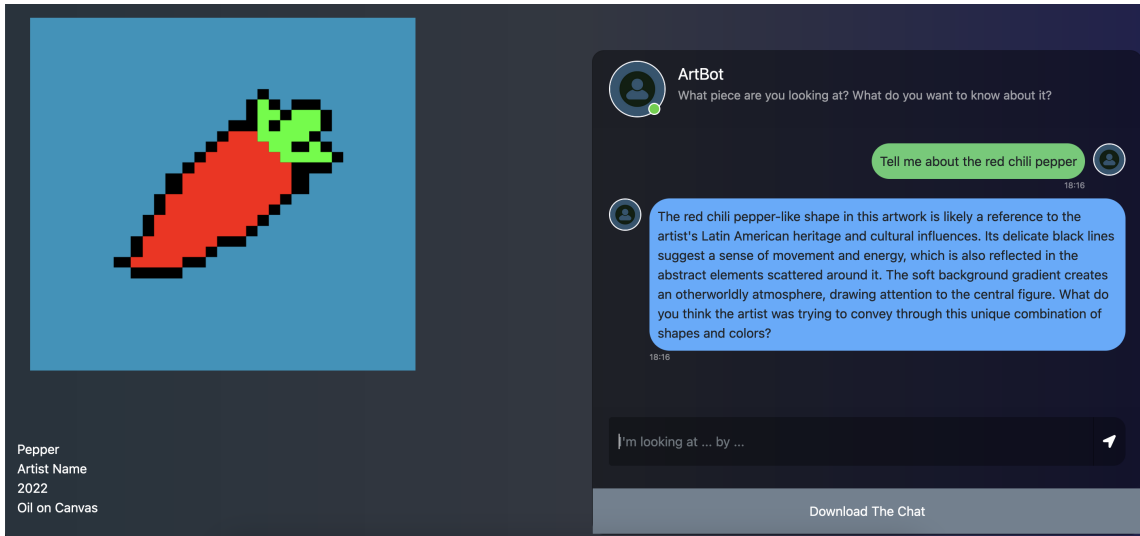 ArtBot
What piece are you looking at? What do you want to know about it?
Tell me about the red chili pepper
18:16
The red chili pepper-like shape in this artwork is likely a reference to the
artist's Latin American heritage and cultural influences. Its delicate black lines
suggest a sense of movement and energy, which is also reflected in the
abstract elements scattered around it. The soft background gradient creates
an otherworldly atmosphere, drawing attention to the central figure. What do
you think the artist was trying to convey through this unique combination of
shapes and colors?
18:16
I'm looking at ... by ...
Download The Chat
Pepper
Artist Name
2022
Oil on Canvas